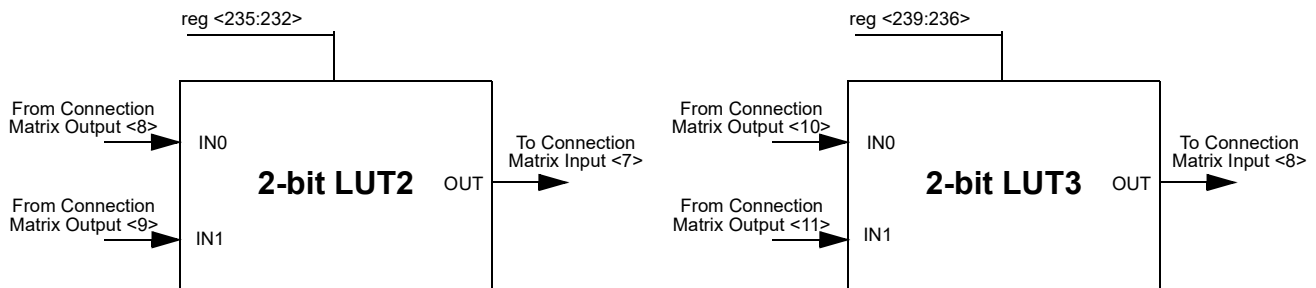 reg <235:232>
From Connection
Matrix Output <8>
IN0
2-bit LUT2
OUT
To Connection
Matrix Input <7>
From Connection
Matrix Output <9>
IN1
reg <239:236>
From Connection
Matrix Output <10>
IN0
2-bit LUT3
OUT
To Connection
Matrix Input <8>
From Connection
Matrix Output <11>
IN1